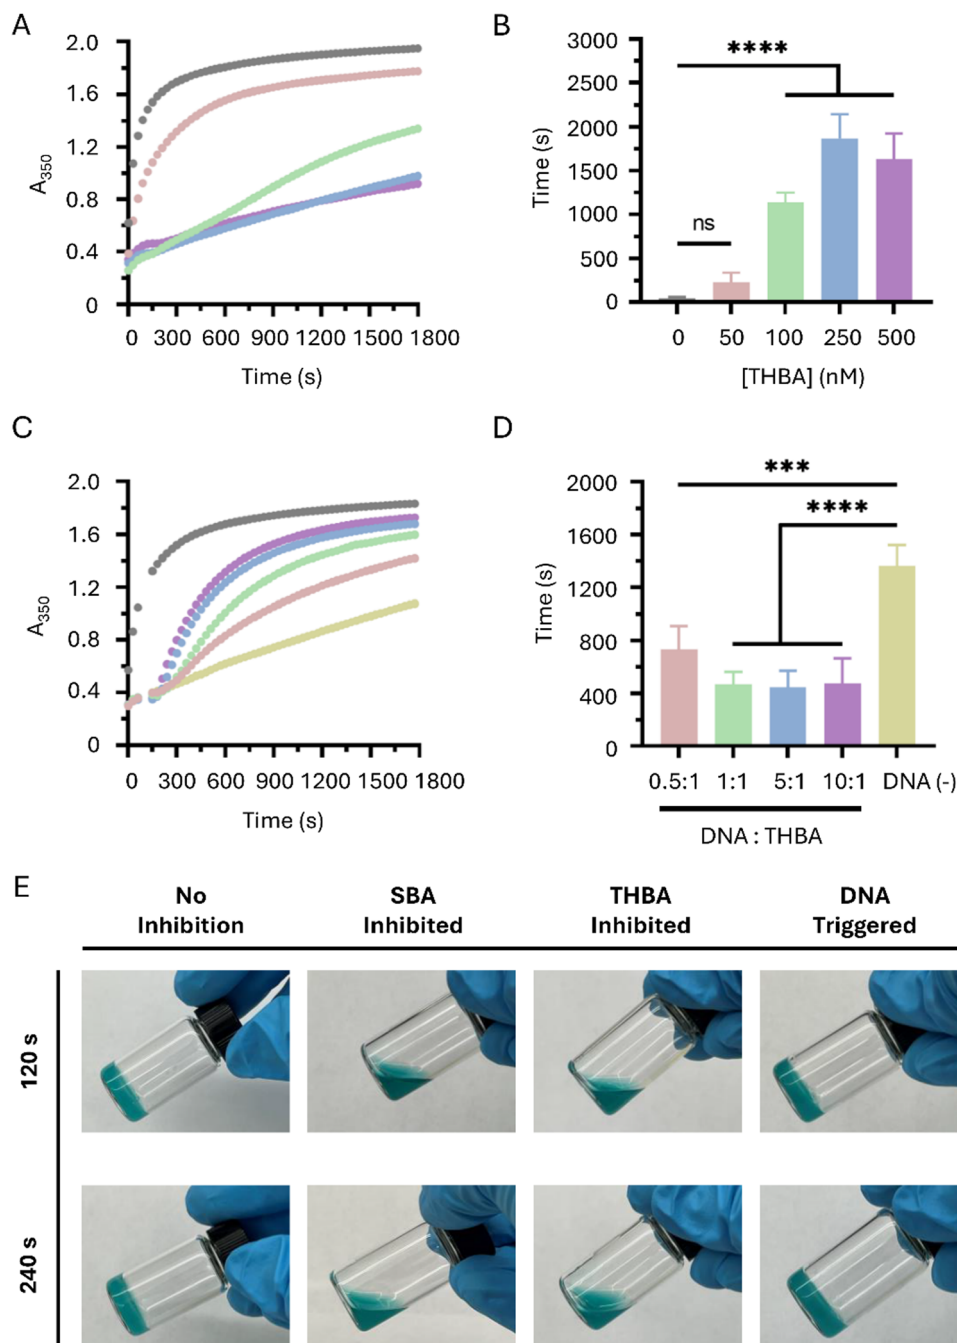 A
2.0
1.6
1.2
0.8
0.4
0
A350
0 300 600 900 1200 1500 1800
Time (s)
B
3000
2500
2000
1500
1000
500
0
Time (s)
****
ns
0 50 100 250 500
[THBA] (nM)
C
2.0
1.6
1.2
0.8
0.4
0
A350
0 300 600 900 1200 1500 1800
Time (s)
D
2000
1600
1200
800
400
0
Time (s)
***
****
0.5:1 1:1 5:1 10:1 DNA (-)
DNA : THBA
E
No
Inhibition
SBA
Inhibited
THBA
Inhibited
DNA
Triggered
120 s
240 s